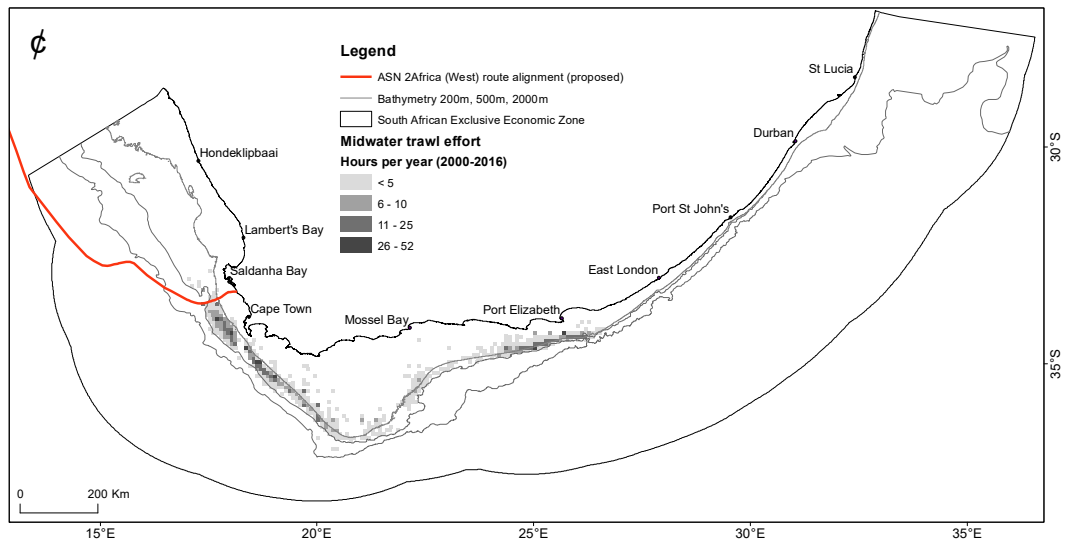 ¢
Legend
ASN 2Africa (West) route alignment (proposed)
Bathymetry 200m, 500m, 2000m
South African Exclusive Economic Zone
Midwater trawl effort
Hours per year (2000-2016)
< 5
6 - 10
11 - 25
26 - 52
St Lucia
Durban
30°S
Hondeklipbaai
Port St John's
Lambert's Bay
East London
Saldanha Bay
Cape Town
Mossel Bay
Port Elizabeth
35°S
0 200 Km
15°E 20°E 25°E 30°E 35°E